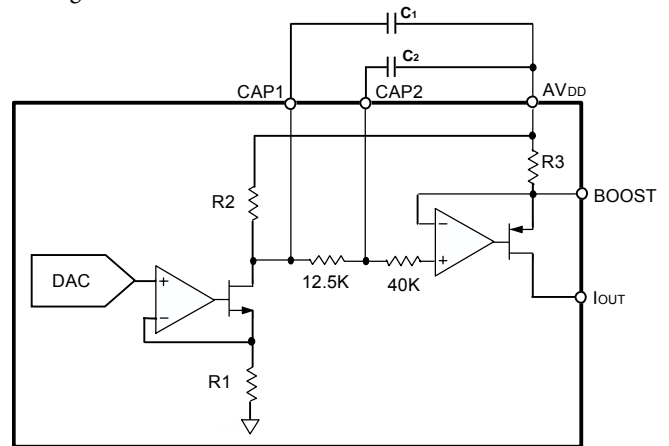 C1
C2
CAP1
CAP2
AVDD
R3
R2
BOOST
DAC
+
−
12.5K
40K
−
+
IOUT
R1